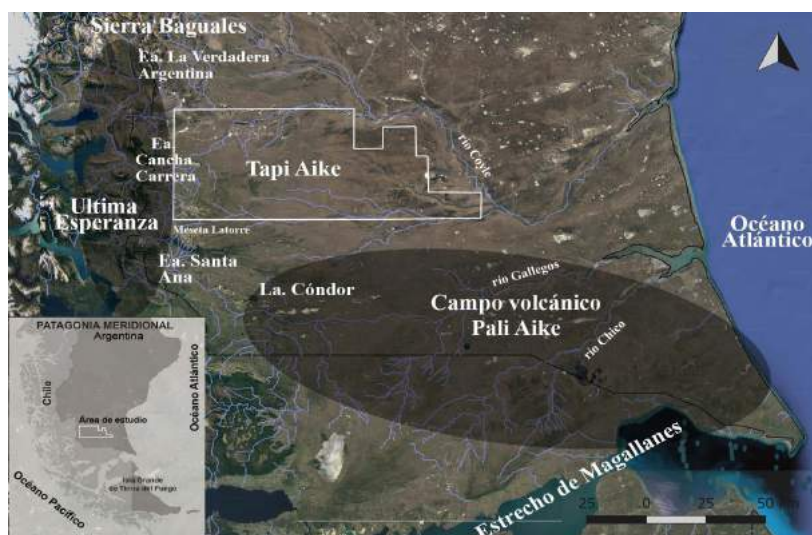 Sierra Baguales
Ea. La Verdadera
Argentina
Ea.
Cancha
Carrera
Tapi Aike
río Coyle
Ultima
Esperanza
Meseta Latorre
Océano
Atlántico
Ea. Santa
Ana
La. Cóndor
río Gallegos
Campo volcánico
Pali Aike
río Chico
Estrecho de Magallanes
25 0 25 50 km
PATAGONIA MERIDIONAL
Argentina
Chile
Océano Atlántico
Área de estudio
Isla Grande
de Tierra del Fuego
Océano Pacífico